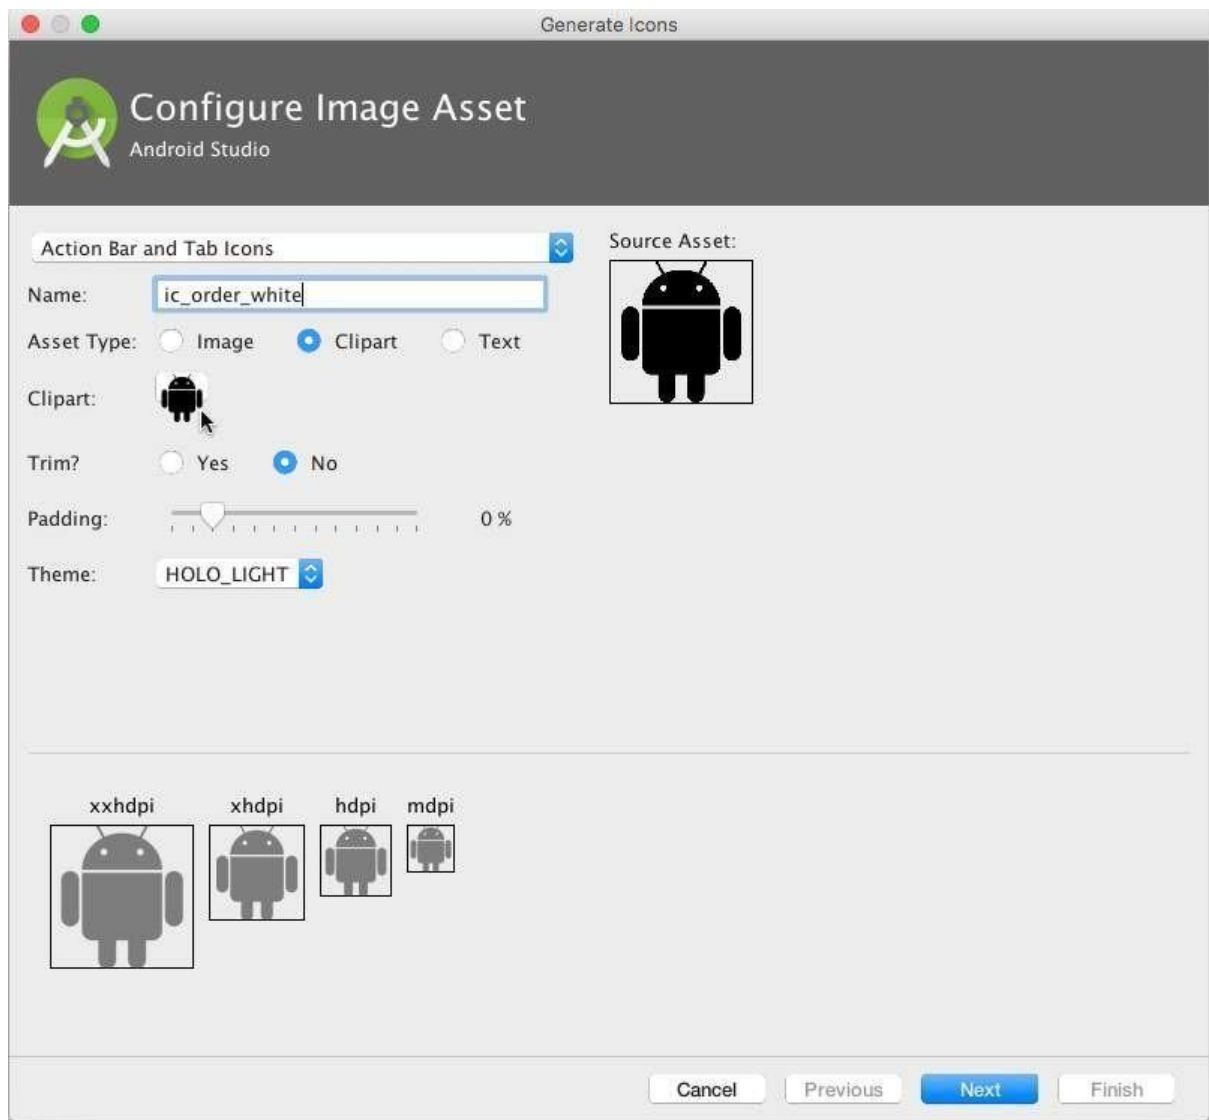 Generate Icons
Configure Image Asset
Android Studio
Action Bar and Tab Icons
Source Asset:
Name: ic_order_white
Asset Type: Image Clipart Text
Clipart:
Trim? Yes No
Padding: 0 %
Theme: HOLO_LIGHT
xxhdpi xhdpi hdpi mdpi
Cancel Previous Next Finish